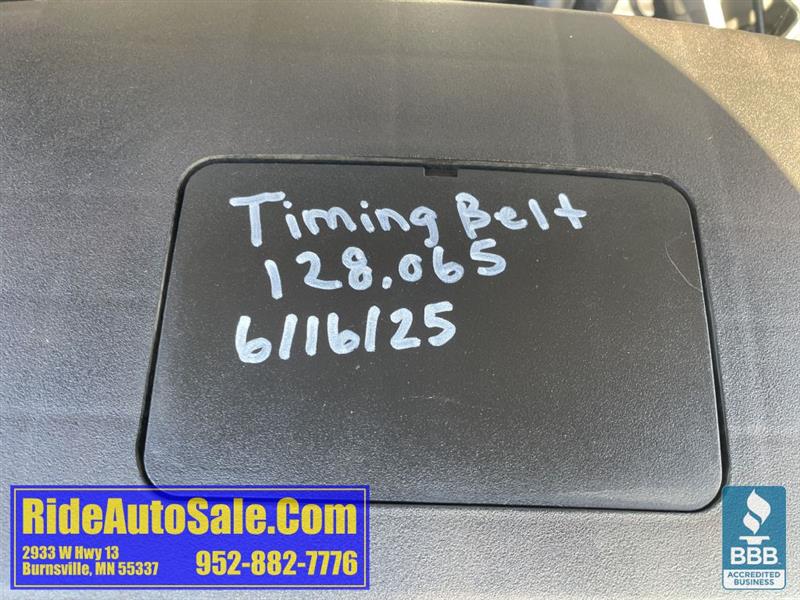 Timing Belt
128.065
6/16/25
RideAutoSale.Com
2933 W Hwy 13
Burnsville, MN 55337
952-882-7776
BBB
ACCREDITED
BUSINESS